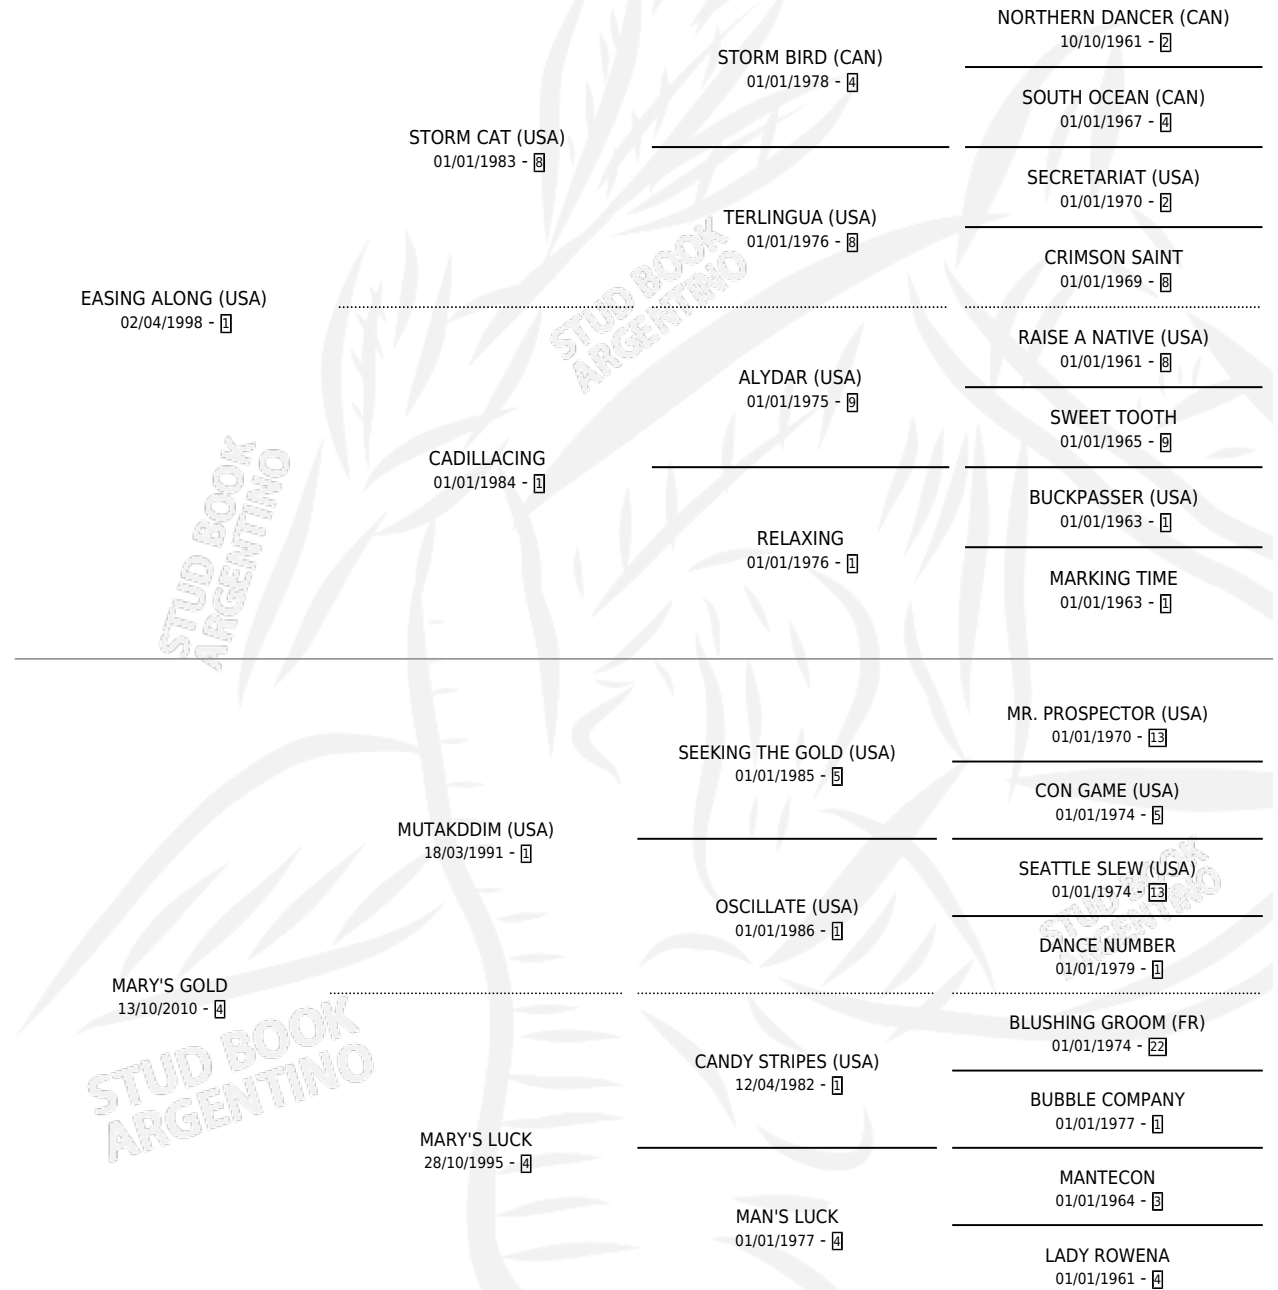 NORTHERN DANCER (CAN)
10/10/1961 - 2
STORM BIRD (CAN)
01/01/1978 - 4
SOUTH OCEAN (CAN)
01/01/1967 - 4
STORM CAT (USA)
01/01/1983 - 8
SECRETARIAT (USA)
01/01/1970 - 2
TERLINGUA (USA)
01/01/1976 - 8
CRIMSON SAINT
01/01/1969 - 8
EASING ALONG (USA)
02/04/1998 - 1
RAISE A NATIVE (USA)
01/01/1961 - 8
ALYDAR (USA)
01/01/1975 - 9
SWEET TOOTH
01/01/1965 - 9
CADILLACING
01/01/1984 - 1
BUCKPASSER (USA)
01/01/1963 - 1
RELAXING
01/01/1976 - 1
MARKING TIME
01/01/1963 - 1
STUD BOOK
ARGENTINO
STUD BOOK
ARGENTINO
MR. PROSPECTOR (USA)
01/01/1970 - 13
SEEKING THE GOLD (USA)
01/01/1985 - 5
CON GAME (USA)
01/01/1974 - 5
MUTAKDDIM (USA)
18/03/1991 - 1
SEATTLE SLEW (USA)
01/01/1974 - 13
OSCILLATE (USA)
01/01/1986 - 1
DANCE NUMBER
01/01/1979 - 1
MARY'S GOLD
13/10/2010 - 4
BLUSHING GROOM (FR)
01/01/1974 - 22
CANDY STRIPES (USA)
12/04/1982 - 1
BUBBLE COMPANY
01/01/1977 - 1
MARY'S LUCK
28/10/1995 - 4
MANTECON
01/01/1964 - 3
MAN'S LUCK
01/01/1977 - 4
LADY ROWENA
01/01/1961 - 4
STUD BOOK
ARGENTINO
STUD BOOK
ARGENTINO